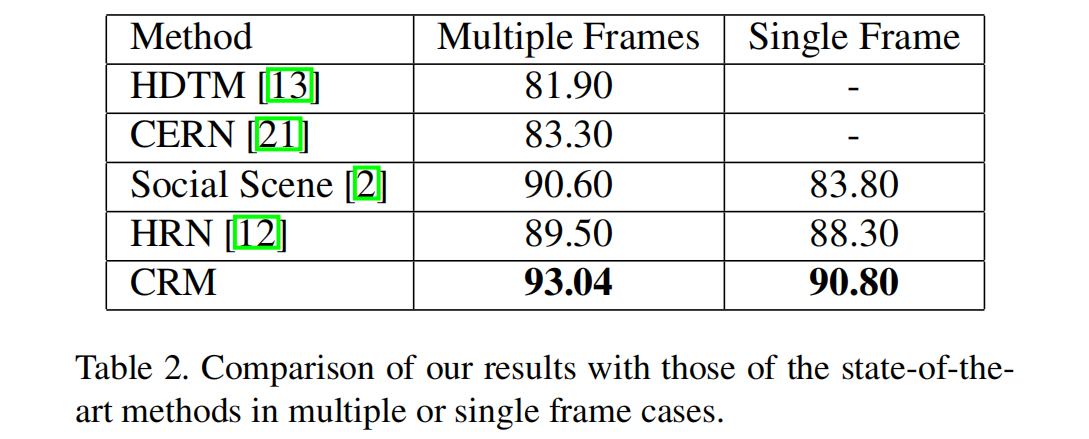 Method Multiple Frames Single Frame
HDTM [13] 81.90 -
CERN [21] 83.30 -
Social Scene [2] 90.60 83.80
HRN [12] 89.50 88.30
CRM 93.04 90.80
Table 2. Comparison of our results with those of the state-of-the-
art methods in multiple or single frame cases.